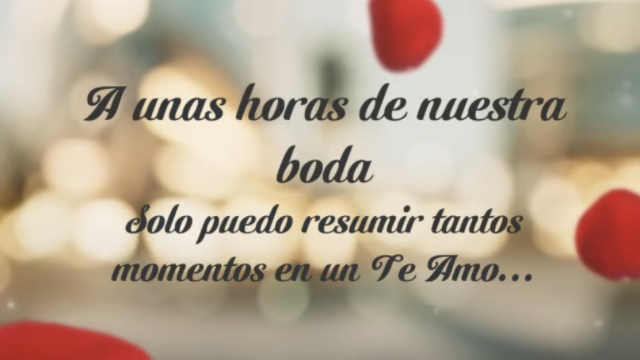 A unas horas de nuestra
boda
Solo puedo resumir tantos
momentos en un Te Amo...